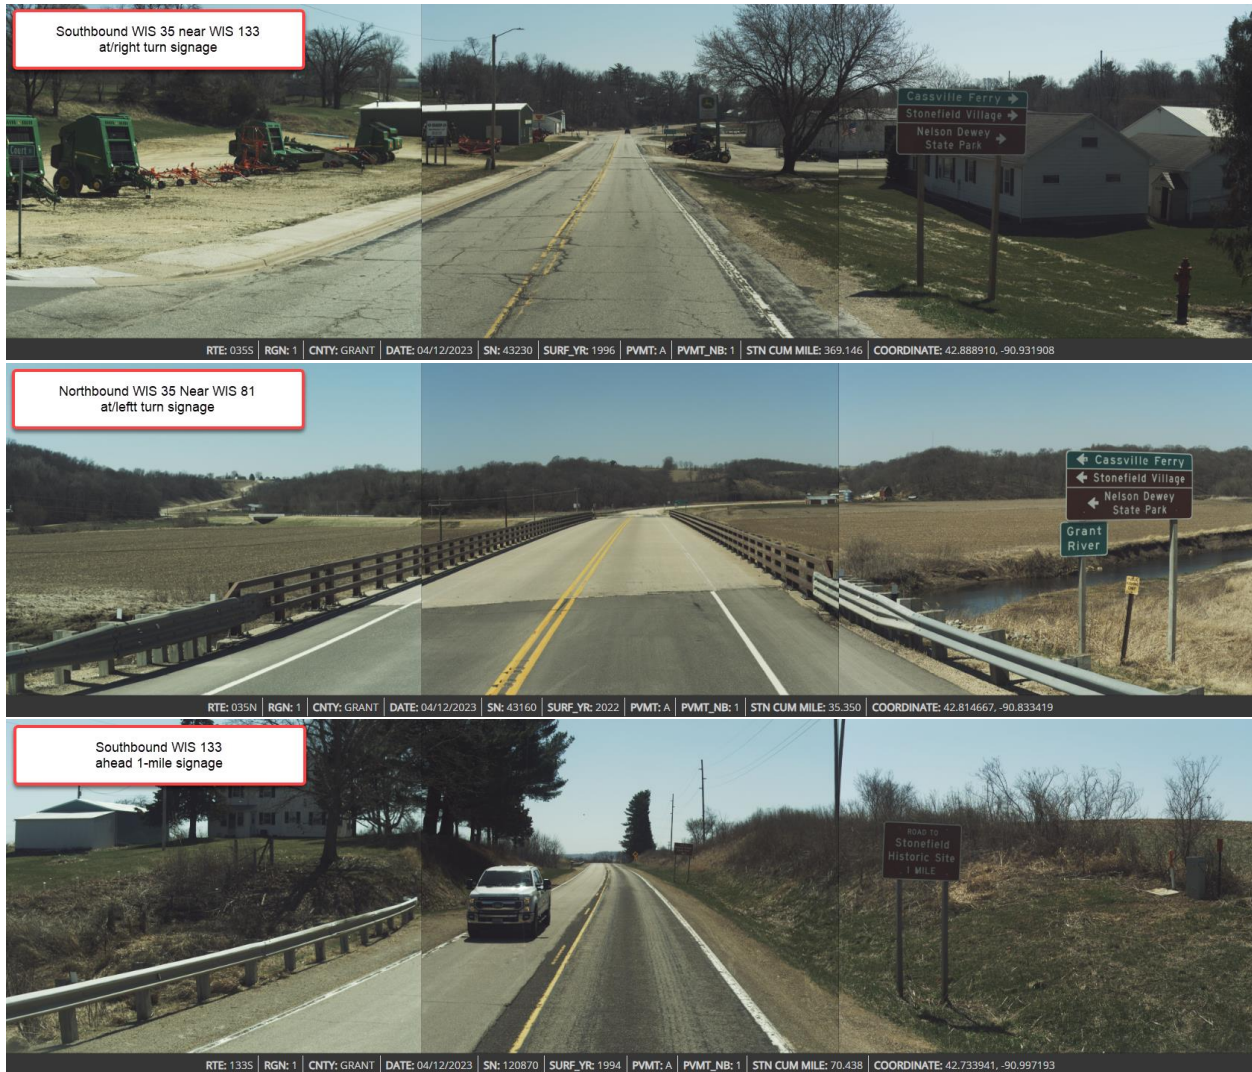 Southbound WIS 35 near WIS 133
at/right turn signage
Court St
Cassville Ferry →
Stonefield Village →
Nelson Dewey →
State Park
RTE: 035S | RGN: 1 | CNTY: GRANT | DATE: 04/12/2023 | SN: 43230 | SURF_YR: 1996 | PVMT: A | PVMT_NB: 1 | STN CUM MILE: 369.146 | COORDINATE: 42.888910, -90.931908
Northbound WIS 35 Near WIS 81
at/leftt turn signage
← Cassville Ferry
← Stonefield Village
← Nelson Dewey
State Park
Grant
River
RTE: 035N | RGN: 1 | CNTY: GRANT | DATE: 04/12/2023 | SN: 43160 | SURF_YR: 2022 | PVMT: A | PVMT_NB: 1 | STN CUM MILE: 35.350 | COORDINATE: 42.814667, -90.833419
Southbound WIS 133
ahead 1-mile signage
ROAD TO
Stonefield
Historic Site
1 MILE
RTE: 133S | RGN: 1 | CNTY: GRANT | DATE: 04/12/2023 | SN: 120870 | SURF_YR: 1994 | PVMT: A | PVMT_NB: 1 | STN CUM MILE: 70.438 | COORDINATE: 42.733941, -90.997193